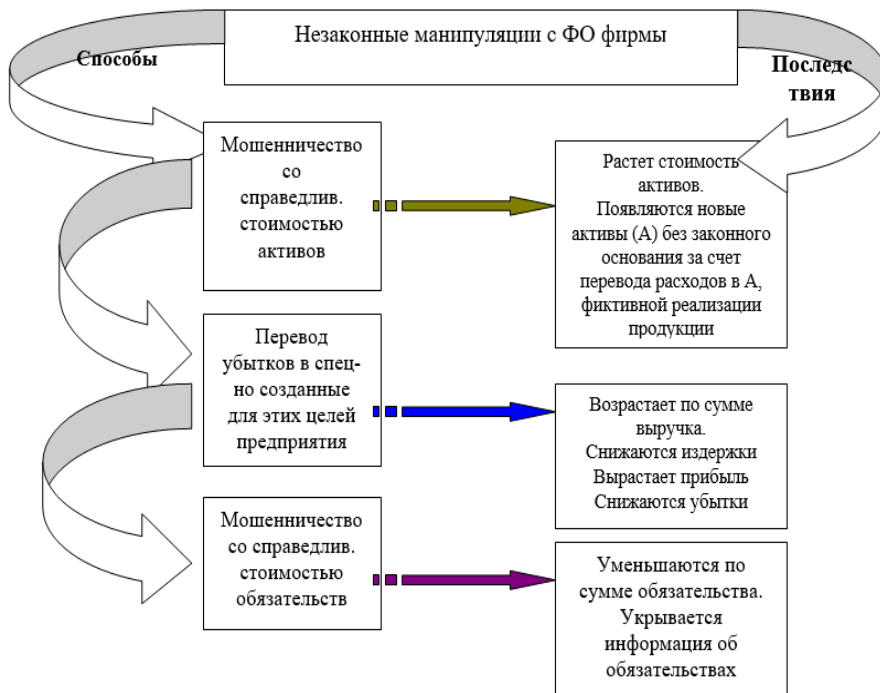 Незаконные манипуляции с ФО фирмы
Способы
Последс
твия
Мошенничество
со
справедлив.
стоимостью
активов
Растет стоимость
активов.
Появляются новые
активы (А) без законного
основания за счет
перевода расходов в А,
фиктивной реализации
продукции
Перевод
убытков в спец-
но созданные
для этих целей
предприятия
Возрастает по сумме
выручка.
Снижаются издержки
Вырастает прибыль
Снижаются убытки
Мошенничество
со справедлив.
стоимостью
обязательств
Уменьшаются по
сумме обязательства.
Укрывается
информация об
обязательствах